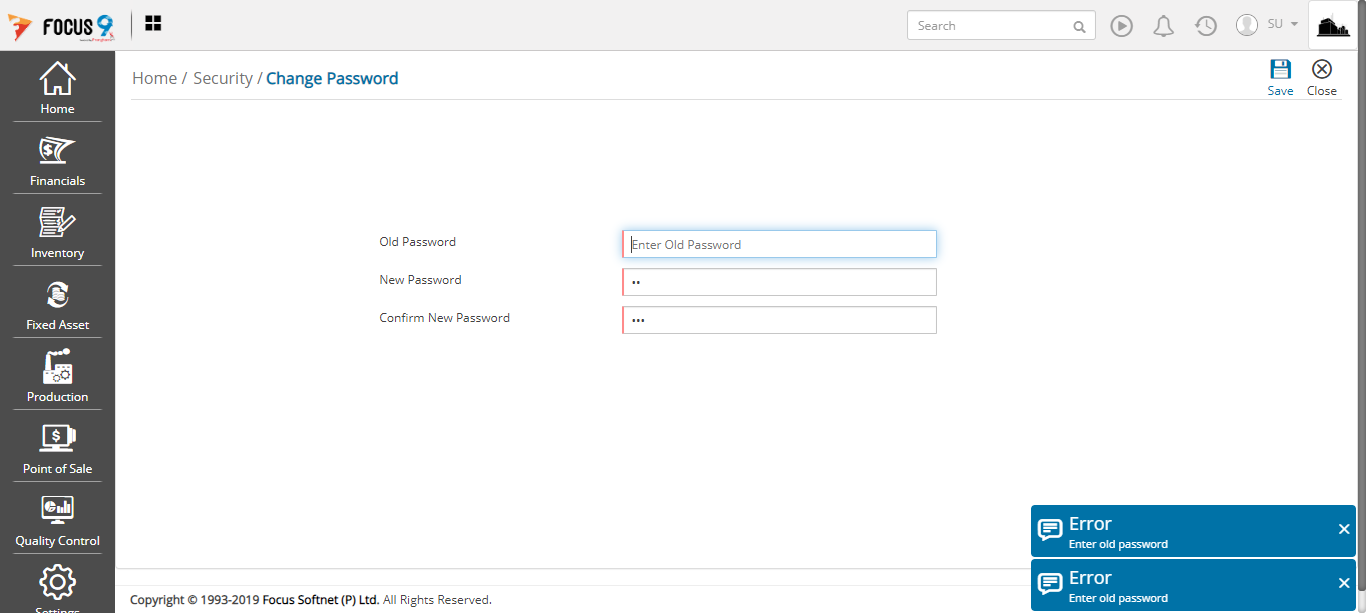 FOCUS 9
Search
SU
Home / Security / Change Password
Save
Close
Home
Financials
Inventory
Fixed Asset
Production
Point of Sale
Quality Control
Settings
Old Password
Enter Old Password
New Password
••
Confirm New Password
•••
Error
Enter old password
Error
Enter old password
Copyright © 1993-2019 Focus Softnet (P) Ltd. All Rights Reserved.